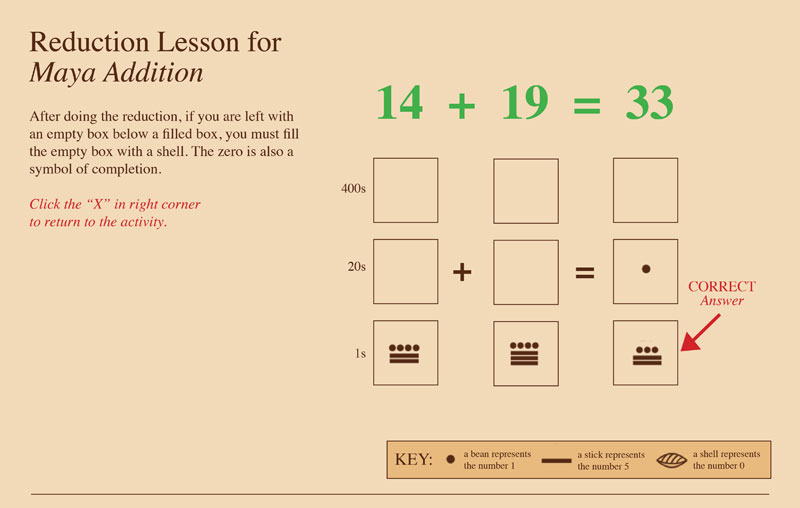 Reduction Lesson for
Maya Addition
After doing the reduction, if you are left with
an empty box below a filled box, you must fill
the empty box with a shell. The zero is also a
symbol of completion.
Click the “X” in right corner
to return to the activity.
14 + 19 = 33
400s
20s
+ =
CORRECT
Answer
1s
KEY:
a bean represents
the number 1
a stick represents
the number 5
a shell represents
the number 0